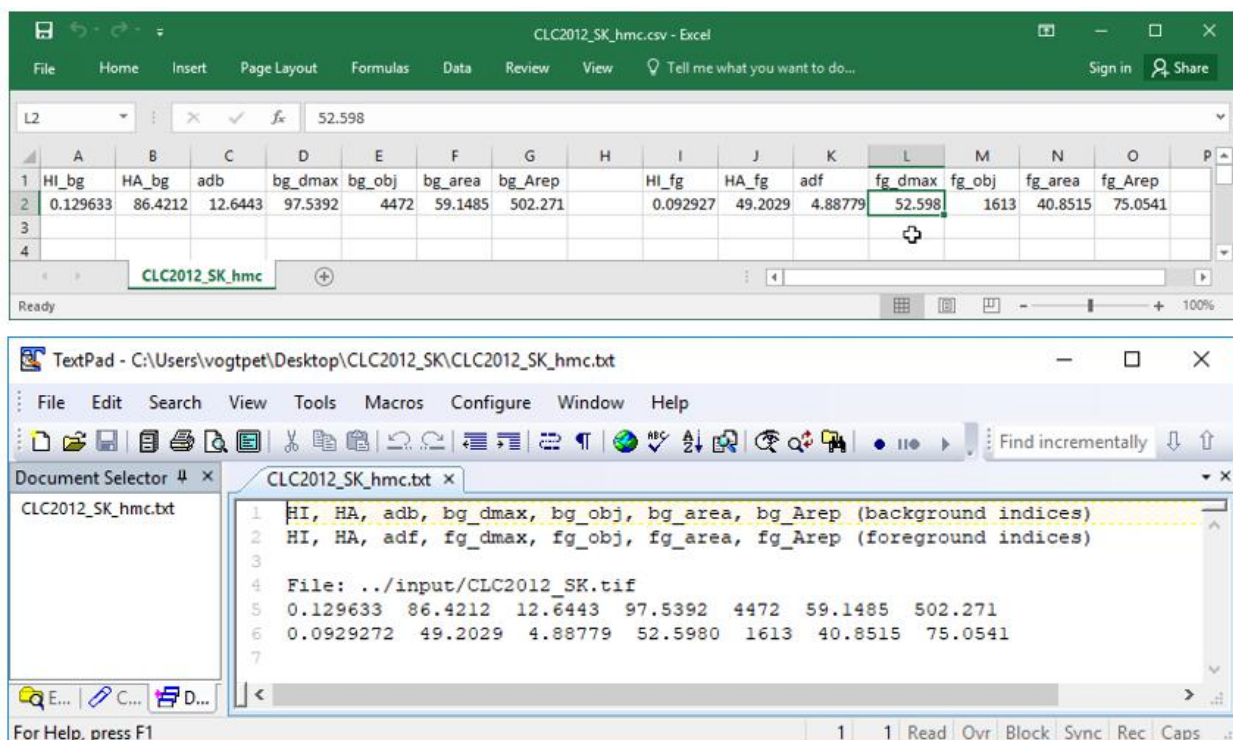 CLC2012_SK_hmc.csv - Excel
File Home Insert Page Layout Formulas Data Review View Tell me what you want to do... Sign in Share
L2 fx 52.598
A B C D E F G H I J K L M N O P
1 HI_bg HA_bg adb bg_dmax bg_obj bg_area bg_Arep HI_fg HA_fg adf fg_dmax fg_obj fg_area fg_Arep
2 0.129633 86.4212 12.6443 97.5392 4472 59.1485 502.271 0.092927 49.2029 4.88779 52.598 1613 40.8515 75.0541
3
4
CLC2012_SK_hmc
Ready 100%
TextPad - C:\Users\vogtpet\Desktop\CLC2012_SK\CLC2012_SK_hmc.txt
File Edit Search View Tools Macros Configure Window Help
Find incrementally
Document Selector CLC2012_SK_hmc.txt
CLC2012_SK_hmc.txt
1 HI, HA, adb, bg_dmax, bg_obj, bg_area, bg_Arep (background indices)
2 HI, HA, adf, fg_dmax, fg_obj, fg_area, fg_Arep (foreground indices)
3
4 File: ../input/CLC2012_SK.tif
5 0.129633 86.4212 12.6443 97.5392 4472 59.1485 502.271
6 0.0929272 49.2029 4.88779 52.5980 1613 40.8515 75.0541
7
E... C... D...
For Help, press F1 1 1 Read Ovr Block Sync Rec Caps